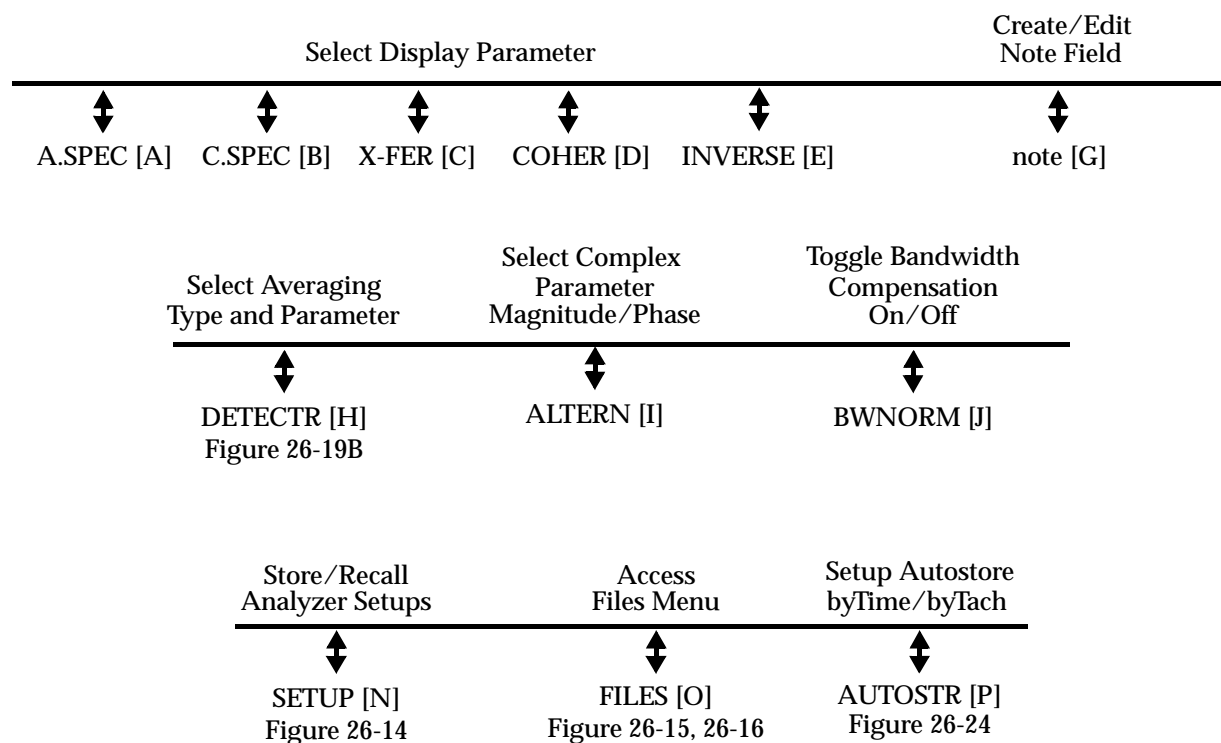 Select Display Parameter
Create/Edit
Note Field
A.SPEC [A]
C.SPEC [B]
X-FER [C]
COHER [D]
INVERSE [E]
note [G]
Select Averaging
Type and Parameter
Select Complex
Parameter
Magnitude/Phase
Toggle Bandwidth
Compensation
On/Off
DETECTR [H]
Figure 26-19B
ALTERN [I]
BWNORM [J]
Store/Recall
Analyzer Setups
Access
Files Menu
Setup Autostore
byTime/byTach
SETUP [N]
Figure 26-14
FILES [O]
Figure 26-15, 26-16
AUTOSTR [P]
Figure 26-24